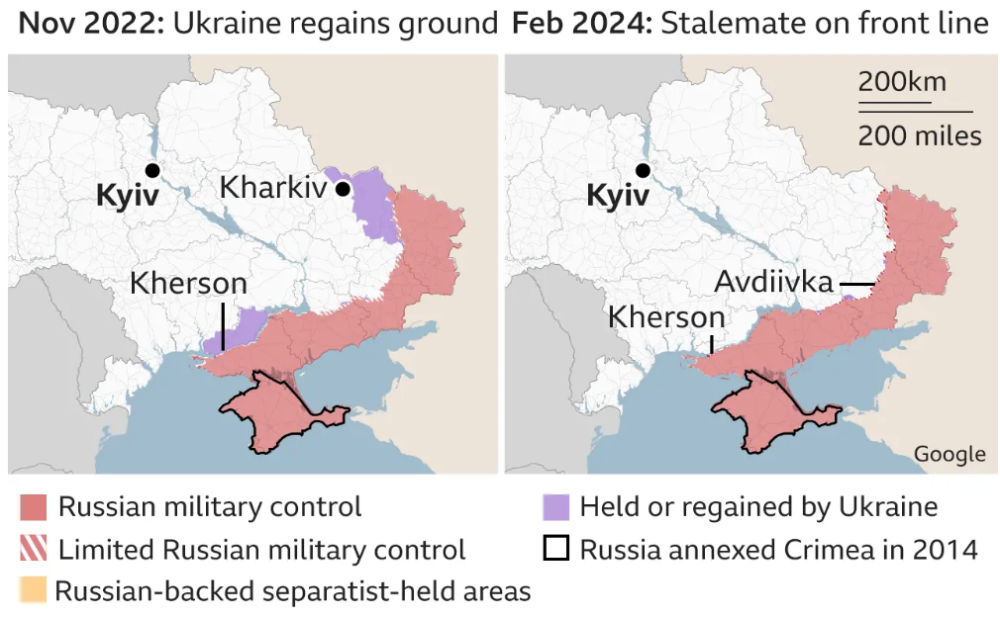 Nov 2022: Ukraine regains ground
Feb 2024: Stalemate on front line
Kyiv
Kharkiv
Kherson
200km
200 miles
Kyiv
Avdiivka
Kherson
Google
Russian military control
Held or regained by Ukraine
Limited Russian military control
Russia annexed Crimea in 2014
Russian-backed separatist-held areas